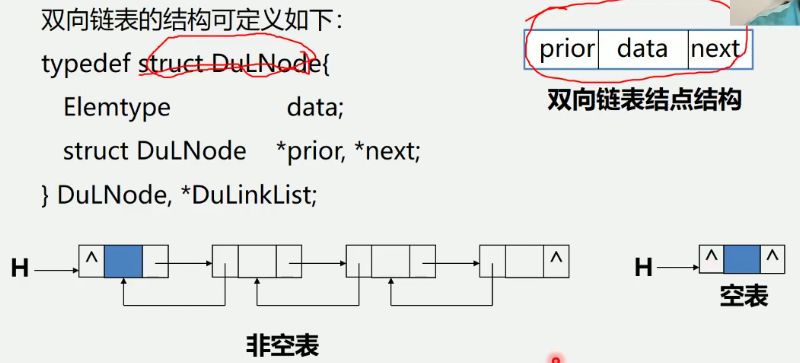 双向链表的结构可定义如下：
typedef struct DuLNode{
Elemtype data;
struct DuLNode *prior, *next;
} DuLNode, *DuLinkList;
prior data next
双向链表结点结构
H ^ ^
非空表
H ^ ^
空表